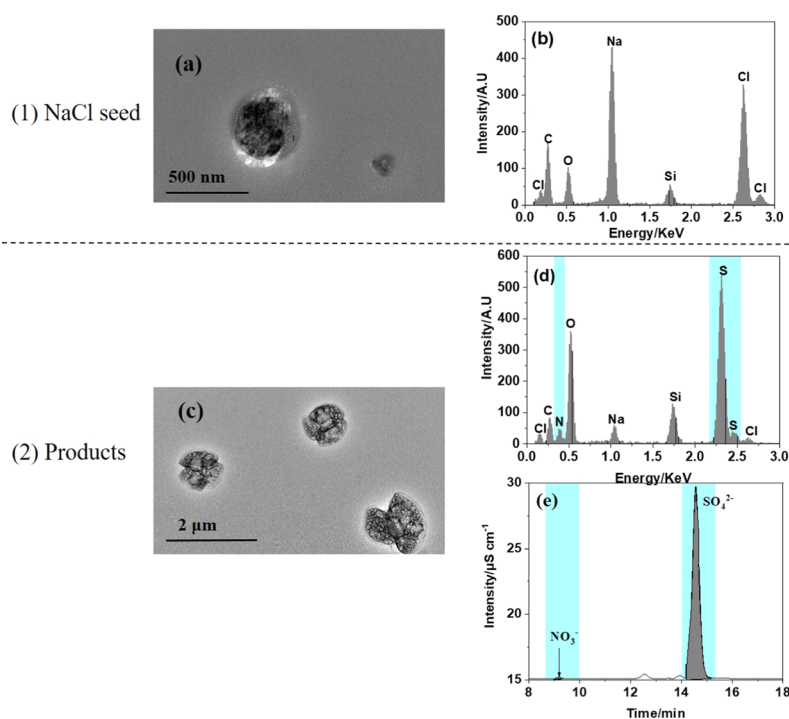 (1) NaCl seed
(a)
500 nm
(b)
Intensity/A.U
500
400
300
200
100
0
Cl
C
O
Na
Si
Cl
Cl
0.0 0.5 1.0 1.5 2.0 2.5 3.0
Energy/KeV
(2) Products
(c)
2 μm
(d)
Intensity/A.U
600
500
400
300
200
100
0
Cl
C
N
O
Na
Si
S
S
Cl
0.0 0.5 1.0 1.5 2.0 2.5 3.0
Energy/KeV
(e)
Intensity/μS cm⁻¹
30
25
20
15
NO₃⁻
SO₄²⁻
8 10 12 14 16 18
Time/min